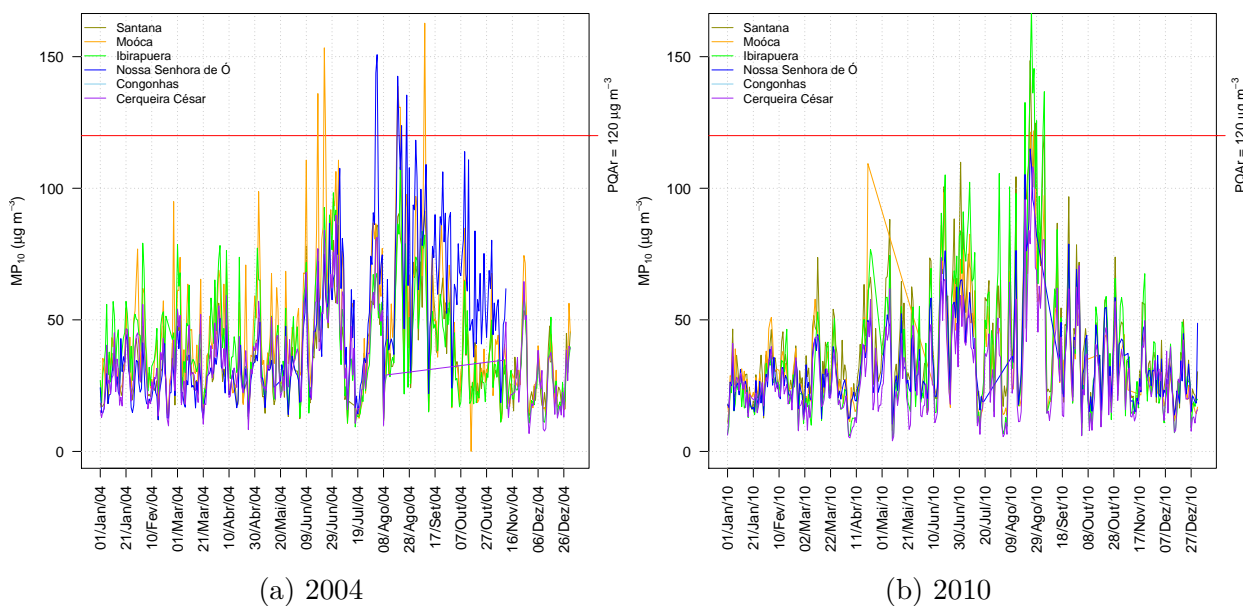 Santana
Moóca
Ibirapuera
Nossa Senhora de Ó
Congonhas
Cerqueira César
MP10 (µg m−3)
150
100
50
0
PQAr = 120 µg m−3
01/Jan/04
21/Jan/04
10/Fev/04
01/Mar/04
21/Mar/04
10/Abr/04
30/Abr/04
20/Mai/04
09/Jun/04
29/Jun/04
19/Jul/04
08/Ago/04
28/Ago/04
17/Set/04
07/Out/04
27/Out/04
16/Nov/04
06/Dez/04
26/Dez/04
(a) 2004
Santana
Moóca
Ibirapuera
Nossa Senhora de Ó
Congonhas
Cerqueira César
MP10 (µg m−3)
150
100
50
0
PQAr = 120 µg m−3
01/Jan/10
21/Jan/10
10/Fev/10
02/Mar/10
22/Mar/10
11/Abr/10
01/Mai/10
21/Mai/10
10/Jun/10
30/Jun/10
20/Jul/10
09/Ago/10
29/Ago/10
18/Set/10
08/Out/10
28/Out/10
17/Nov/10
07/Dez/10
27/Dez/10
(b) 2010